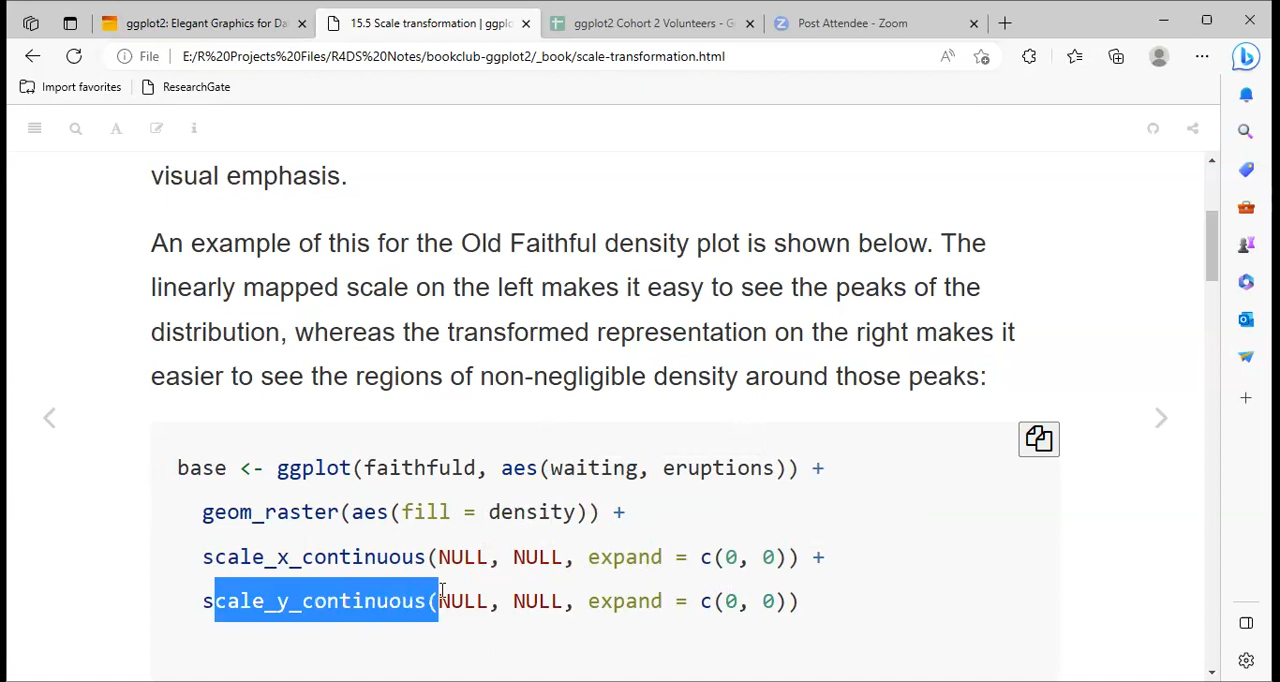 ggplot2: Elegant Graphics for Da
15.5 Scale transformation | ggplo
ggplot2 Cohort 2 Volunteers - G
Post Attendee - Zoom
File
E:/R%20Projects%20Files/R4DS%20Notes/bookclub-ggplot2/_book/scale-transformation.html
Import favorites
ResearchGate
visual emphasis.
An example of this for the Old Faithful density plot is shown below. The
linearly mapped scale on the left makes it easy to see the peaks of the
distribution, whereas the transformed representation on the right makes it
easier to see the regions of non-negligible density around those peaks:
base <- ggplot(faithfuld, aes(waiting, eruptions)) +
geom_raster(aes(fill = density)) +
scale_x_continuous(NULL, NULL, expand = c(0, 0)) +
scale_y_continuous(NULL, NULL, expand = c(0, 0))